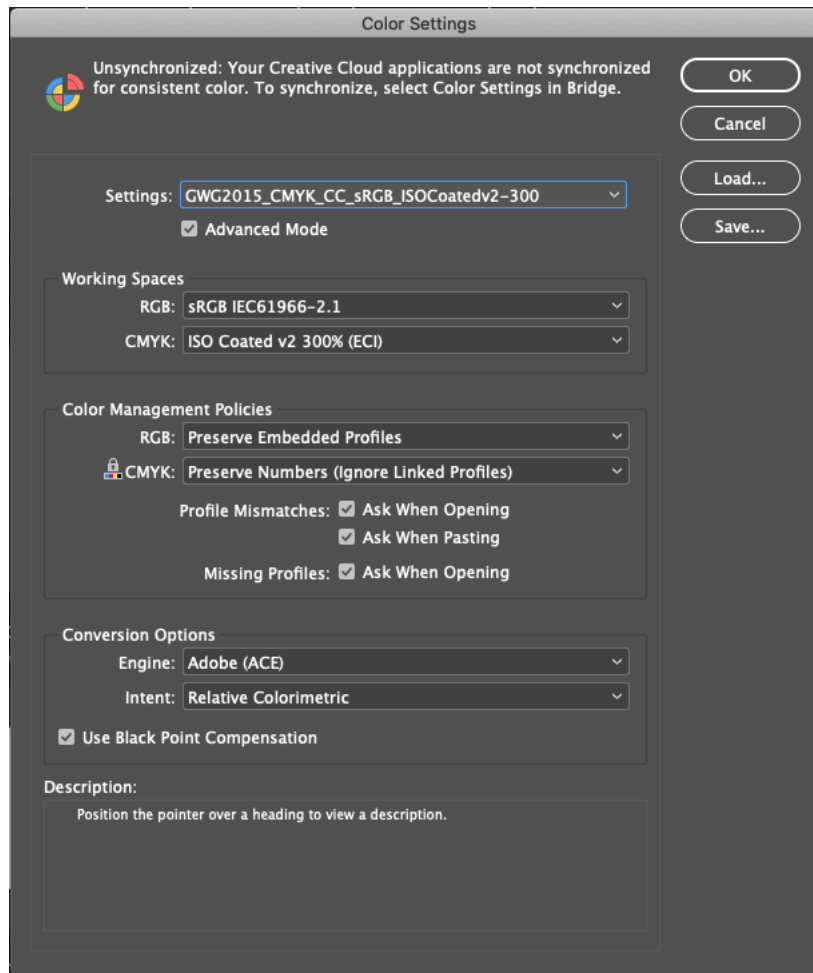 Color Settings
Unsynchronized: Your Creative Cloud applications are not synchronized
for consistent color. To synchronize, select Color Settings in Bridge.
OK
Cancel
Load...
Save...
Settings: GWG2015_CMYK_CC_sRGB_ISOCoatedv2-300
Advanced Mode
Working Spaces
RGB: sRGB IEC61966-2.1
CMYK: ISO Coated v2 300% (ECI)
Color Management Policies
RGB: Preserve Embedded Profiles
CMYK: Preserve Numbers (Ignore Linked Profiles)
Profile Mismatches: Ask When Opening
Ask When Pasting
Missing Profiles: Ask When Opening
Conversion Options
Engine: Adobe (ACE)
Intent: Relative Colorimetric
Use Black Point Compensation
Description:
Position the pointer over a heading to view a description.